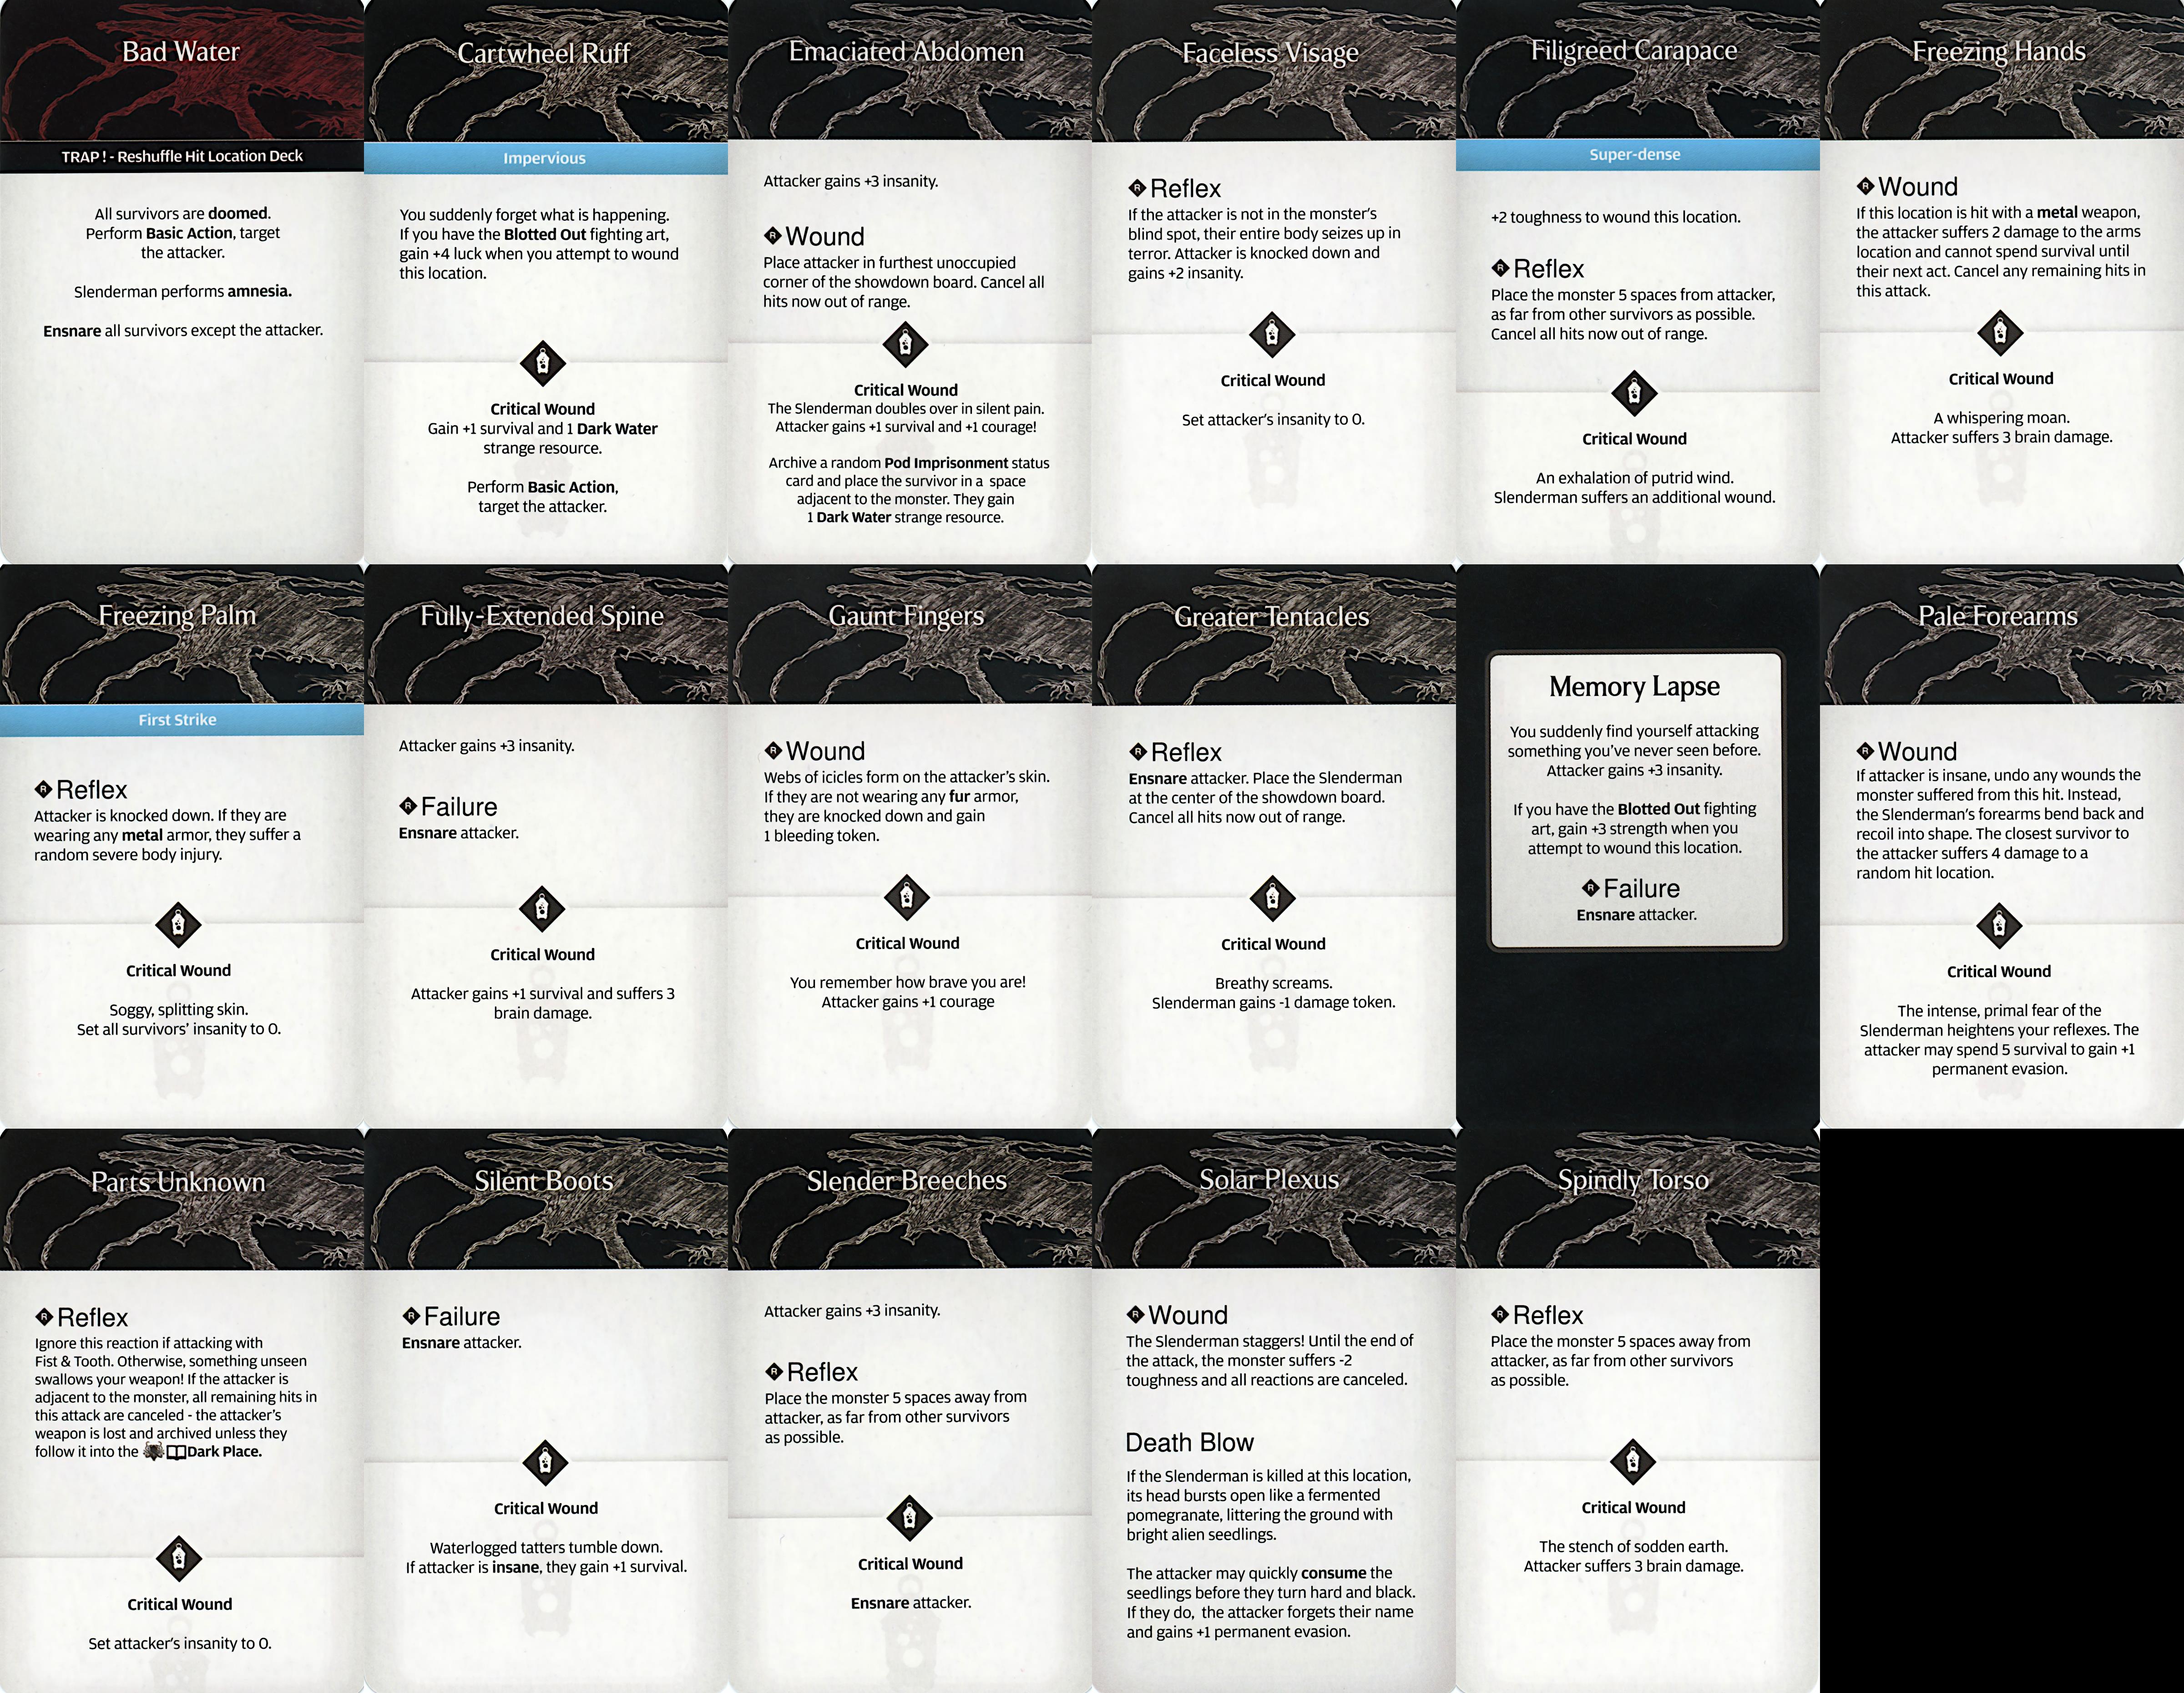 Bad Water
TRAP! - Reshuffle Hit Location Deck
All survivors are doomed.
Perform Basic Action, target
the attacker.
Slenderman performs amnesia.
Ensnare all survivors except the attacker.
Cartwheel Ruff
Impervious
You suddenly forget what is happening.
If you have the Blotted Out fighting art,
gain +4 luck when you attempt to wound
this location.
Critical Wound
Gain +1 survival and 1 Dark Water
strange resource.
Perform Basic Action,
target the attacker.
Emaciated Abdomen
Attacker gains +3 insanity.
R Wound
Place attacker in furthest unoccupied
corner of the showdown board. Cancel all
hits now out of range.
Critical Wound
The Slenderman doubles over in silent pain.
Attacker gains +1 survival and +1 courage!
Archive a random Pod Imprisonment status
card and place the survivor in a space
adjacent to the monster. They gain
1 Dark Water strange resource.
Faceless Visage
R Reflex
If the attacker is not in the monster's
blind spot, their entire body seizes up in
terror. Attacker is knocked down and
gains +2 insanity.
Critical Wound
Set attacker's insanity to 0.
Filigreed Carapace
Super-dense
+2 toughness to wound this location.
R Reflex
Place the monster 5 spaces from attacker,
as far from other survivors as possible.
Cancel all hits now out of range.
Critical Wound
An exhalation of putrid wind.
Slenderman suffers an additional wound.
Freezing Hands
R Wound
If this location is hit with a metal weapon,
the attacker suffers 2 damage to the arms
location and cannot spend survival until
their next act. Cancel any remaining hits in
this attack.
Critical Wound
A whispering moan.
Attacker suffers 3 brain damage.
Freezing Palm
First Strike
R Reflex
Attacker is knocked down. If they are
wearing any metal armor, they suffer a
random severe body injury.
Critical Wound
Soggy, splitting skin.
Set all survivors' insanity to 0.
Fully-Extended Spine
Attacker gains +3 insanity.
R Failure
Ensnare attacker.
Critical Wound
Attacker gains +1 survival and suffers 3
brain damage.
Gaunt Fingers
R Wound
Webs of icicles form on the attacker's skin.
If they are not wearing any fur armor,
they are knocked down and gain
1 bleeding token.
Critical Wound
You remember how brave you are!
Attacker gains +1 courage
Greater Tentacles
R Reflex
Ensnare attacker. Place the Slenderman
at the center of the showdown board.
Cancel all hits now out of range.
Critical Wound
Breathy screams.
Slenderman gains -1 damage token.
Memory Lapse
You suddenly find yourself attacking
something you've never seen before.
Attacker gains +3 insanity.
If you have the Blotted Out fighting
art, gain +3 strength when you
attempt to wound this location.
R Failure
Ensnare attacker.
Pale Forearms
R Wound
If attacker is insane, undo any wounds the
monster suffered from this hit. Instead,
the Slenderman's forearms bend back and
recoil into shape. The closest survivor to
the attacker suffers 4 damage to a
random hit location.
Critical Wound
The intense, primal fear of the
Slenderman heightens your reflexes. The
attacker may spend 5 survival to gain +1
permanent evasion.
Parts Unknown
R Reflex
Ignore this reaction if attacking with
Fist & Tooth. Otherwise, something unseen
swallows your weapon! If the attacker is
adjacent to the monster, all remaining hits in
this attack are canceled - the attacker's
weapon is lost and archived unless they
follow it into the Dark Place.
Critical Wound
Set attacker's insanity to 0.
Silent Boots
R Failure
Ensnare attacker.
Critical Wound
Waterlogged tatters tumble down.
If attacker is insane, they gain +1 survival.
Slender Breeches
Attacker gains +3 insanity.
R Reflex
Place the monster 5 spaces away from
attacker, as far from other survivors
as possible.
Critical Wound
Ensnare attacker.
Solar Plexus
R Wound
The Slenderman staggers! Until the end of
the attack, the monster suffers -2
toughness and all reactions are canceled.
Death Blow
If the Slenderman is killed at this location,
its head bursts open like a fermented
pomegranate, littering the ground with
bright alien seedlings.
The attacker may quickly consume the
seedlings before they turn hard and black.
If they do, the attacker forgets their name
and gains +1 permanent evasion.
Spindly Torso
R Reflex
Place the monster 5 spaces away from
attacker, as far from other survivors
as possible.
Critical Wound
The stench of sodden earth.
Attacker suffers 3 brain damage.